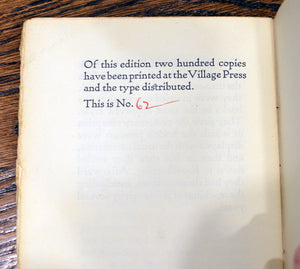 Of this edition two hundred copies
have been printed at the Village Press
and the type distributed.
This is No. 62